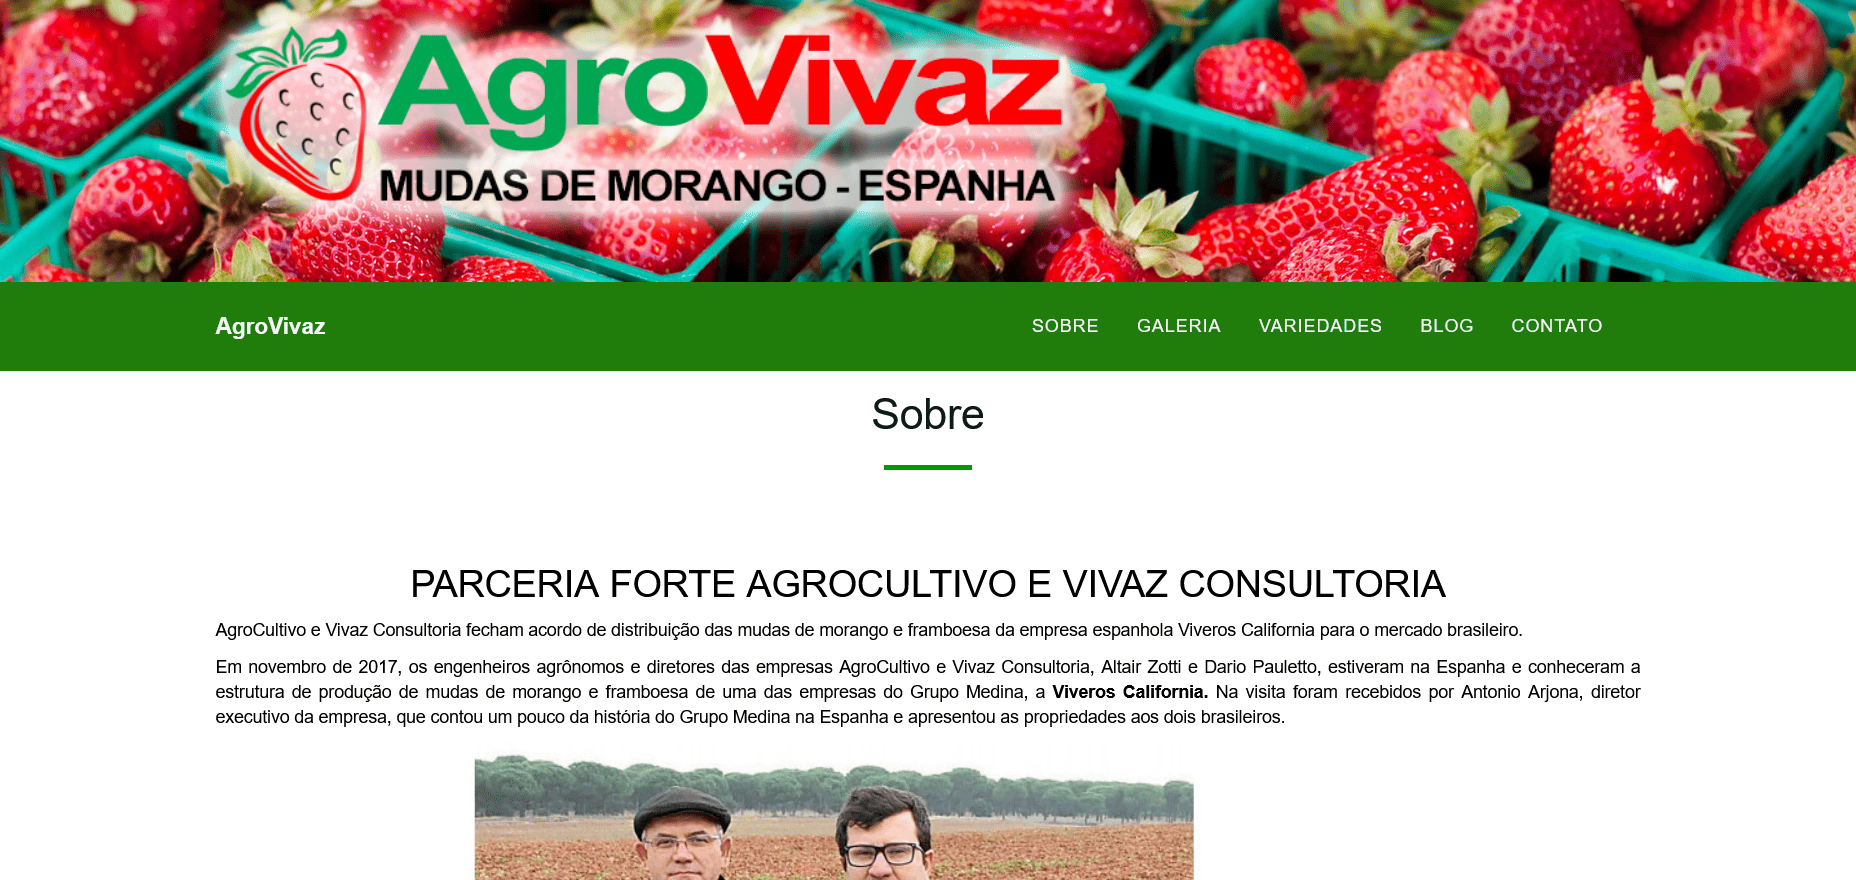 AgroVivaz
MUDAS DE MORANGO - ESPANHA
AgroVivaz
SOBRE GALERIA VARIEDADES BLOG CONTATO
Sobre
PARCERIA FORTE AGROCULTIVO E VIVAZ CONSULTORIA
AgroCultivo e Vivaz Consultoria fecham acordo de distribuição das mudas de morango e framboesa da empresa espanhola Viveros California para o mercado brasileiro.
Em novembro de 2017, os engenheiros agrônomos e diretores das empresas AgroCultivo e Vivaz Consultoria, Altair Zotti e Dario Pauletto, estiveram na Espanha e conheceram a
estrutura de produção de mudas de morango e framboesa de uma das empresas do Grupo Medina, a Viveros California. Na visita foram recebidos por Antonio Arjona, diretor
executivo da empresa, que contou um pouco da história do Grupo Medina na Espanha e apresentou as propriedades aos dois brasileiros.